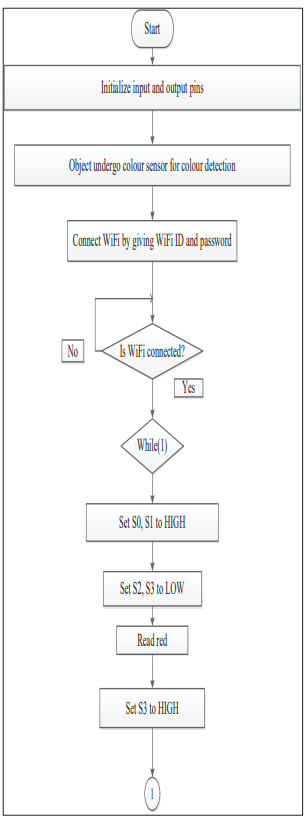 Start
Initialize input and output pins
Object undergo colour sensor for colour detection
Connect WiFi by giving WiFi ID and password
No
Is WiFi connected?
Yes
While(1)
Set S0, S1 to HIGH
Set S2, S3 to LOW
Read red
Set S3 to HIGH
1